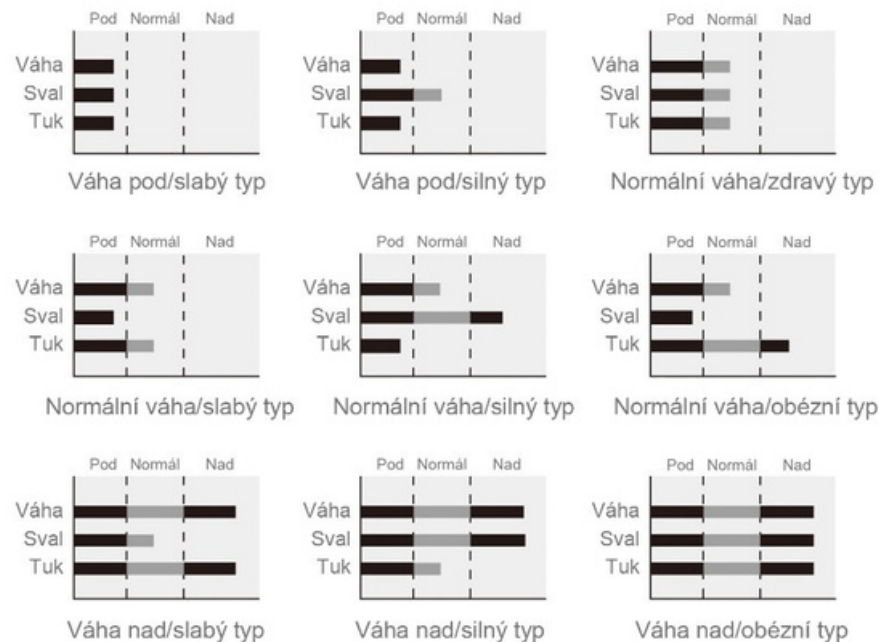 Pod Normál Nad
Váha
Sval
Tuk
Váha pod/slabý typ
Pod Normál Nad
Váha
Sval
Tuk
Váha pod/silný typ
Pod Normál Nad
Váha
Sval
Tuk
Normální váha/zdravý typ
Pod Normál Nad
Váha
Sval
Tuk
Normální váha/slabý typ
Pod Normál Nad
Váha
Sval
Tuk
Normální váha/silný typ
Pod Normál Nad
Váha
Sval
Tuk
Normální váha/obézní typ
Pod Normál Nad
Váha
Sval
Tuk
Váha nad/slabý typ
Pod Normál Nad
Váha
Sval
Tuk
Váha nad/silný typ
Pod Normál Nad
Váha
Sval
Tuk
Váha nad/obézní typ